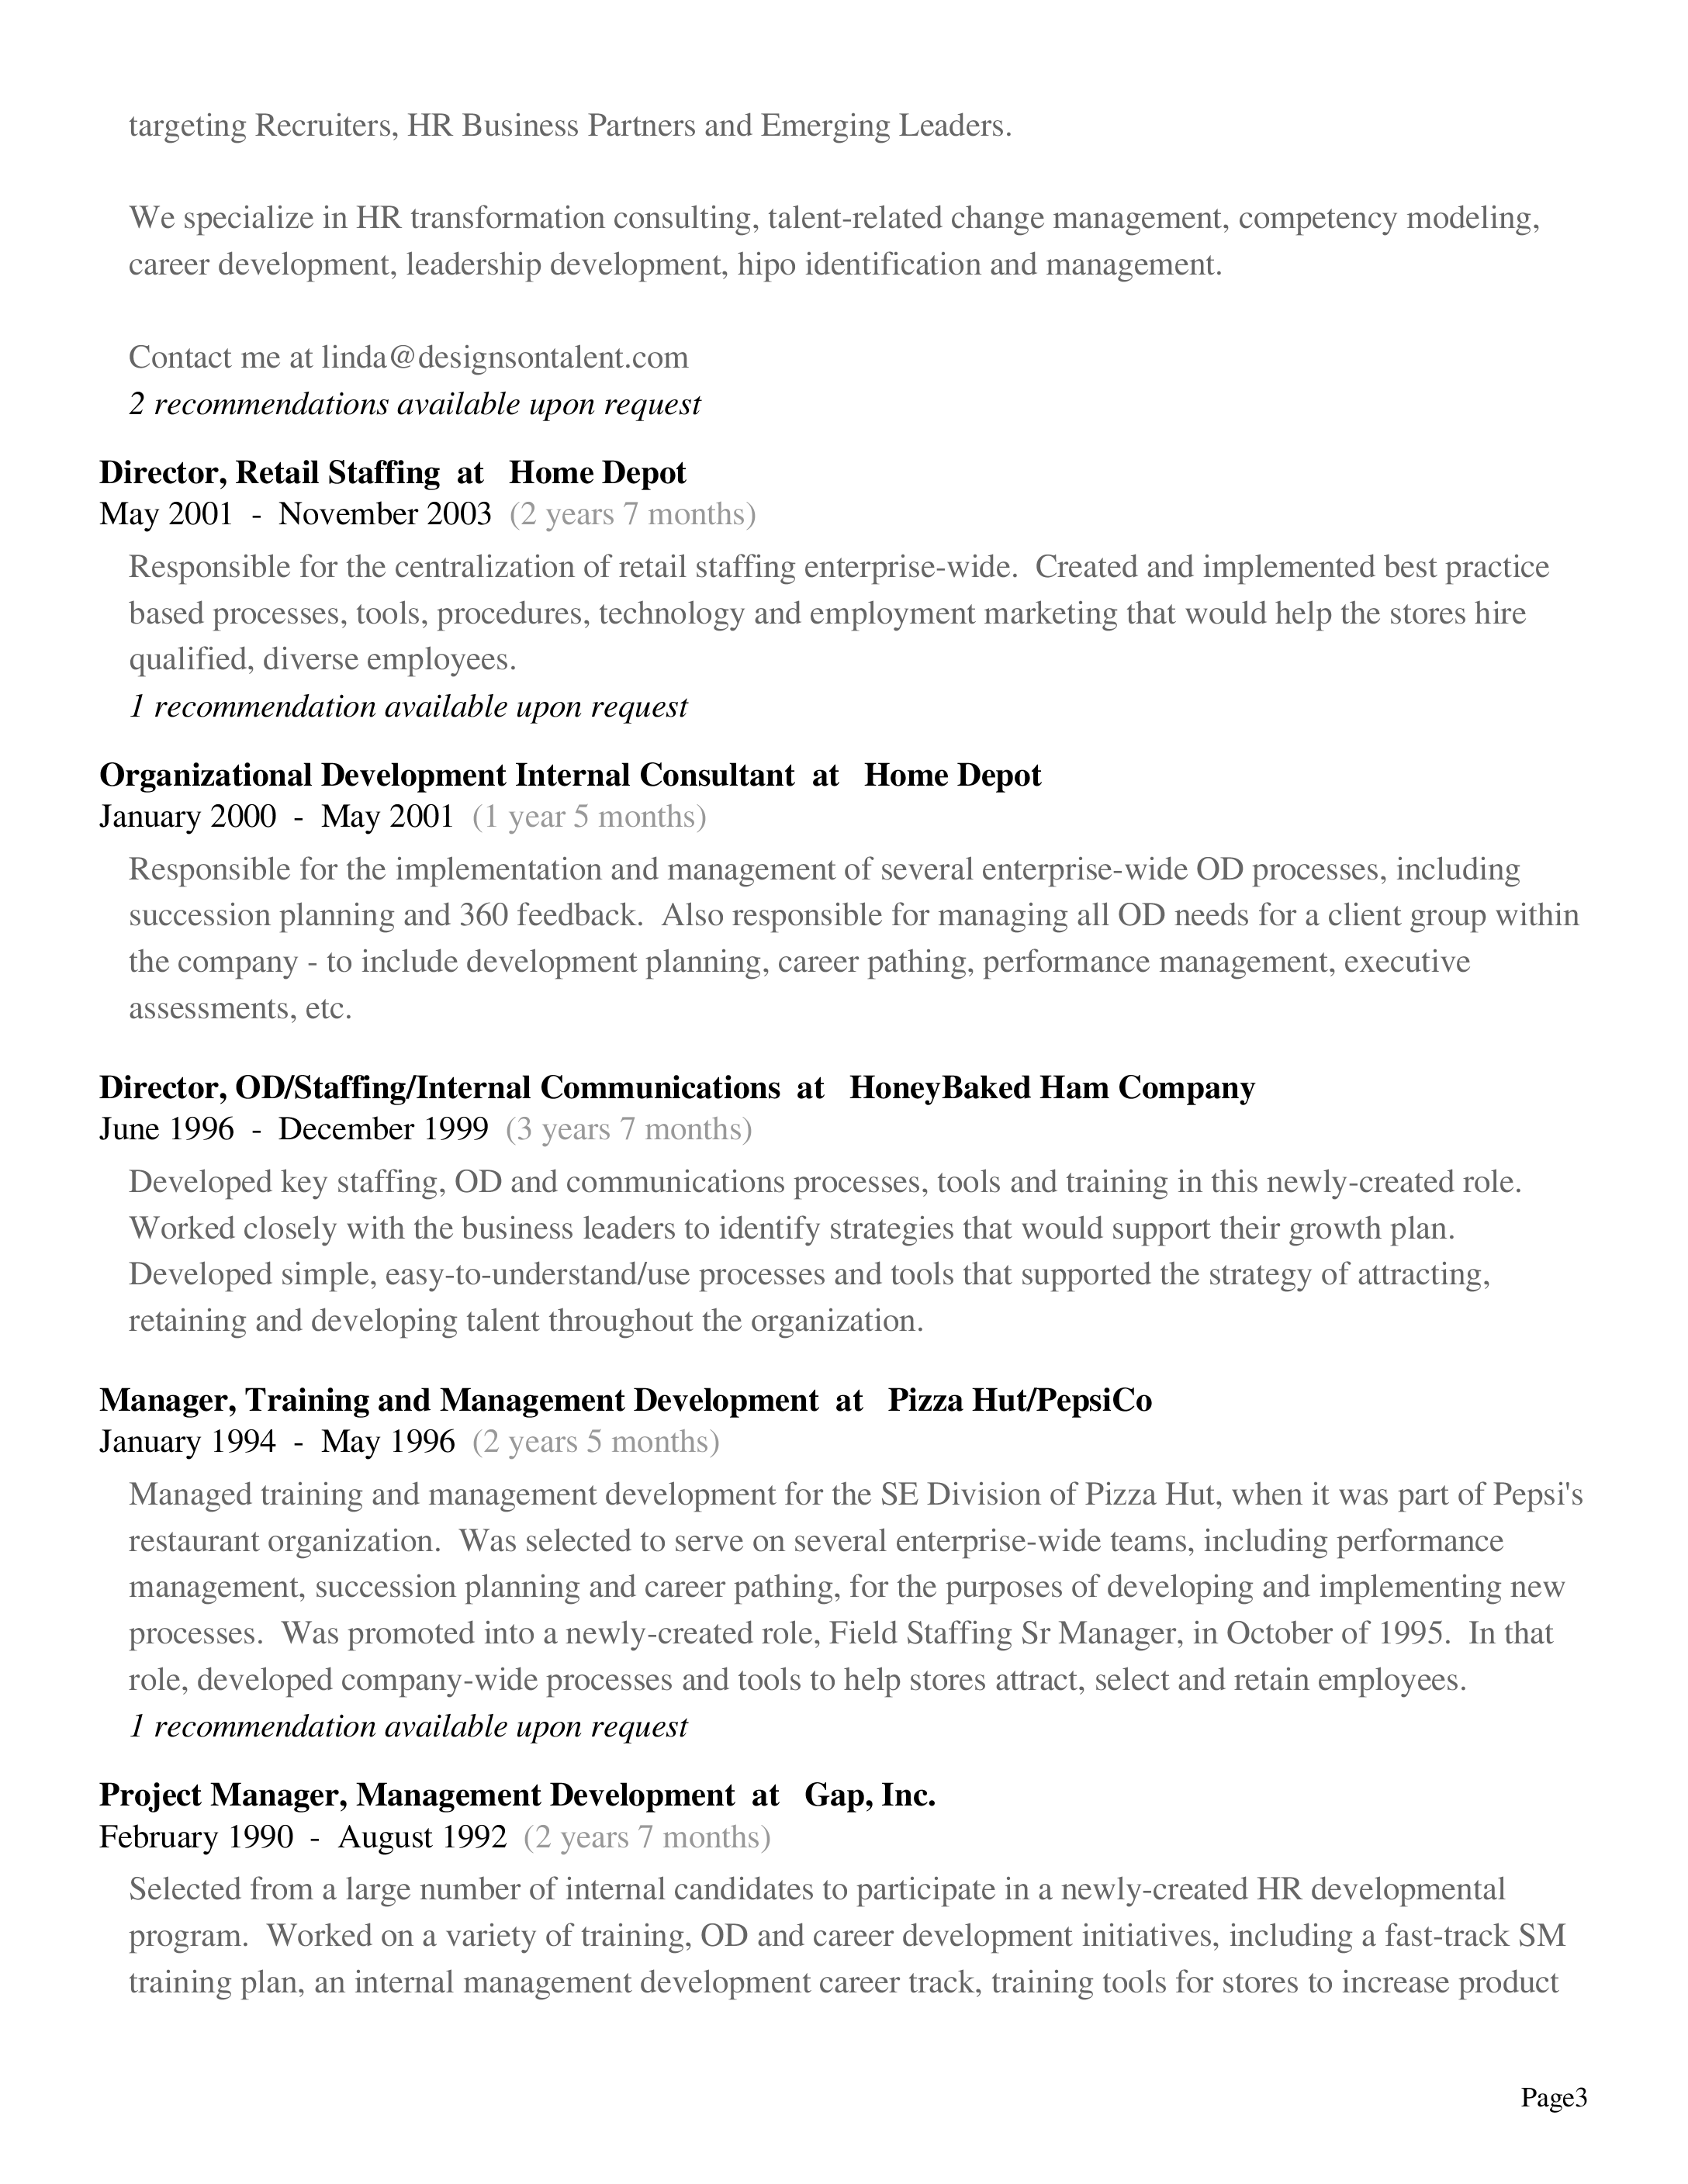 targeting Recruiters, HR Business Partners and Emerging Leaders.
We specialize in HR transformation consulting, talent-related change management, competency modeling,
career development, leadership development, hipo identification and management.
Contact me at linda@designsontalent.com
2 recommendations available upon request
Director, Retail Staffing at Home Depot
May 2001 - November 2003 (2 years 7 months)
Responsible for the centralization of retail staffing enterprise-wide. Created and implemented best practice
based processes, tools, procedures, technology and employment marketing that would help the stores hire
qualified, diverse employees.
1 recommendation available upon request
Organizational Development Internal Consultant at Home Depot
January 2000 - May 2001 (1 year 5 months)
Responsible for the implementation and management of several enterprise-wide OD processes, including
succession planning and 360 feedback. Also responsible for managing all OD needs for a client group within
the company - to include development planning, career pathing, performance management, executive
assessments, etc.
Director, OD/Staffing/Internal Communications at HoneyBaked Ham Company
June 1996 - December 1999 (3 years 7 months)
Developed key staffing, OD and communications processes, tools and training in this newly-created role.
Worked closely with the business leaders to identify strategies that would support their growth plan.
Developed simple, easy-to-understand/use processes and tools that supported the strategy of attracting,
retaining and developing talent throughout the organization.
Manager, Training and Management Development at Pizza Hut/PepsiCo
January 1994 - May 1996 (2 years 5 months)
Managed training and management development for the SE Division of Pizza Hut, when it was part of Pepsi's
restaurant organization. Was selected to serve on several enterprise-wide teams, including performance
management, succession planning and career pathing, for the purposes of developing and implementing new
processes. Was promoted into a newly-created role, Field Staffing Sr Manager, in October of 1995. In that
role, developed company-wide processes and tools to help stores attract, select and retain employees.
1 recommendation available upon request
Project Manager, Management Development at Gap, Inc.
February 1990 - August 1992 (2 years 7 months)
Selected from a large number of internal candidates to participate in a newly-created HR developmental
program. Worked on a variety of training, OD and career development initiatives, including a fast-track SM
training plan, an internal management development career track, training tools for stores to increase product
Page3